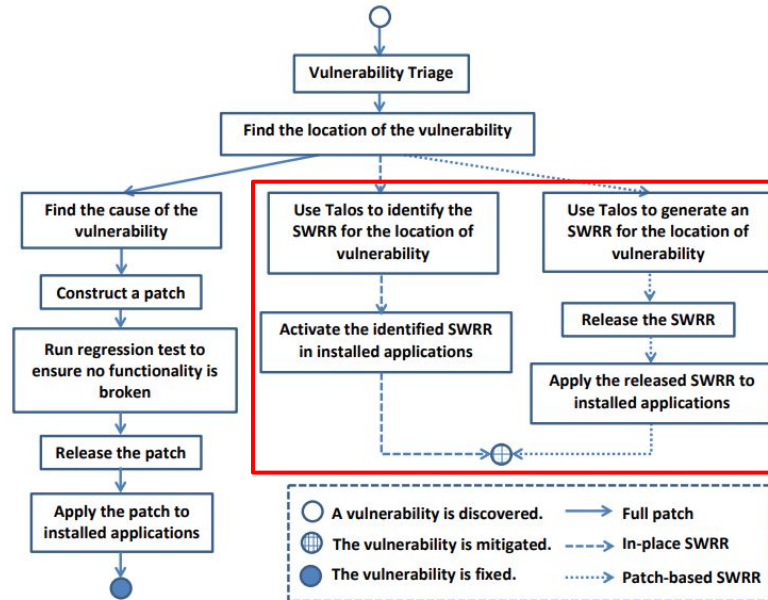 Vulnerability Triage
Find the location of the vulnerability
Find the cause of the
vulnerability
Construct a patch
Run regression test to
ensure no functionality is
broken
Release the patch
Apply the patch to
installed applications
Use Talos to identify the
SWRR for the location of
vulnerability
Activate the identified SWRR
in installed applications
Use Talos to generate an
SWRR for the location of
vulnerability
Release the SWRR
Apply the released SWRR to
installed applications
A vulnerability is discovered.
The vulnerability is mitigated.
The vulnerability is fixed.
Full patch
In-place SWRR
Patch-based SWRR